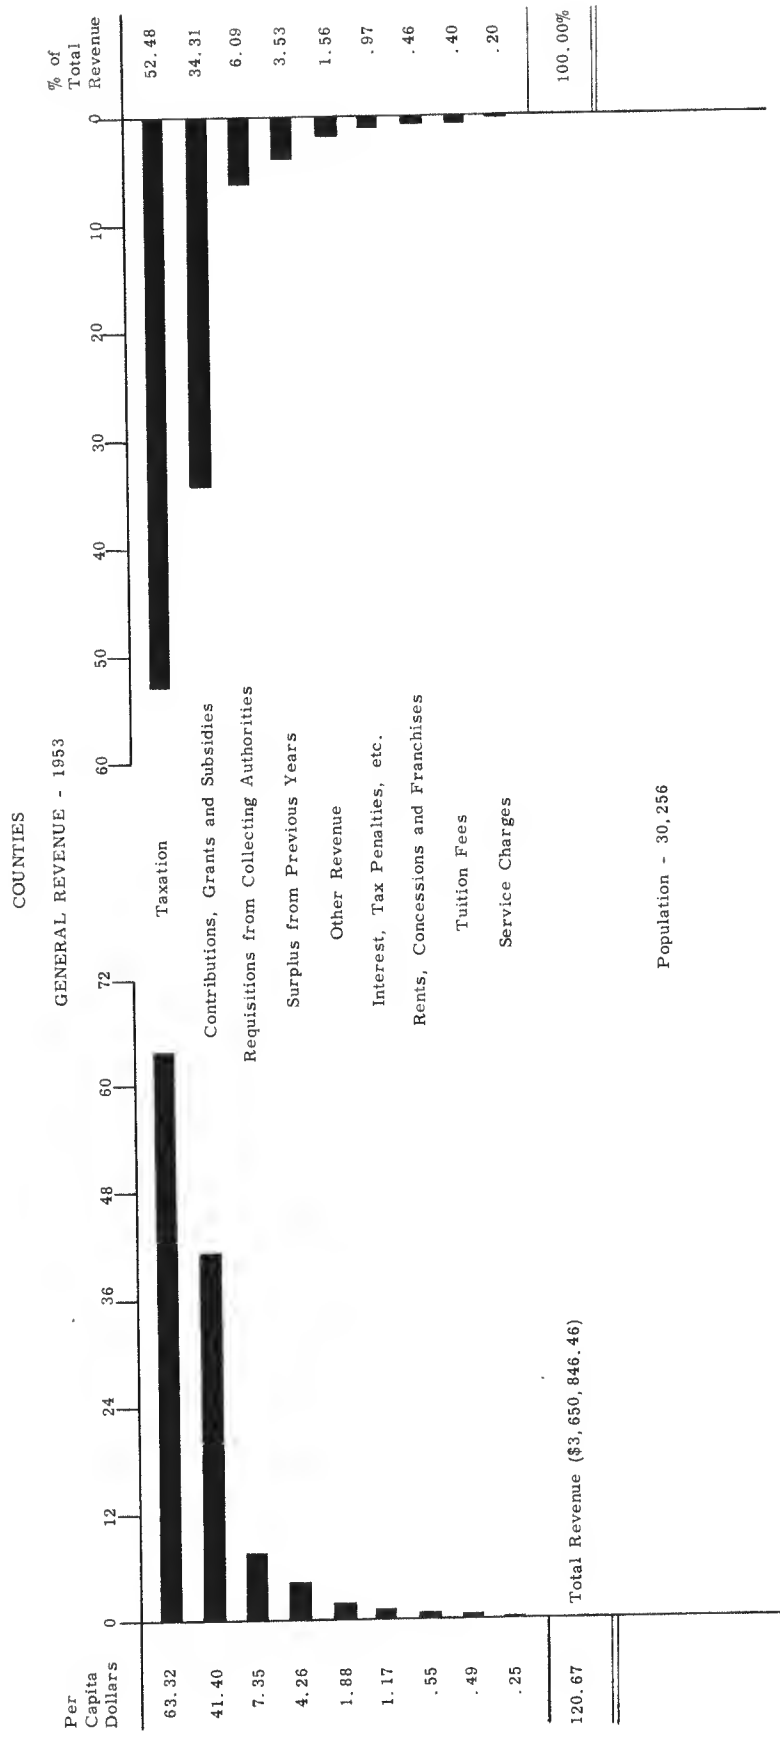 COUNTIES
GENERAL REVENUE - 1953
Per Capita Dollars
% of Total Revenue
0 12 24 36 48 60 72
60 50 40 30 20 10 0
63.32 Taxation 52.48
41.40 Contributions, Grants and Subsidies 34.31
7.35 Requisitions from Collecting Authorities 6.09
4.26 Surplus from Previous Years 3.53
1.88 Other Revenue 1.56
1.17 Interest, Tax Penalties, etc. .97
.55 Rents, Concessions and Franchises .46
.49 Tuition Fees .40
.25 Service Charges .20
120.67 Total Revenue ($3,650,846.46) 100.00%
Population - 30,256